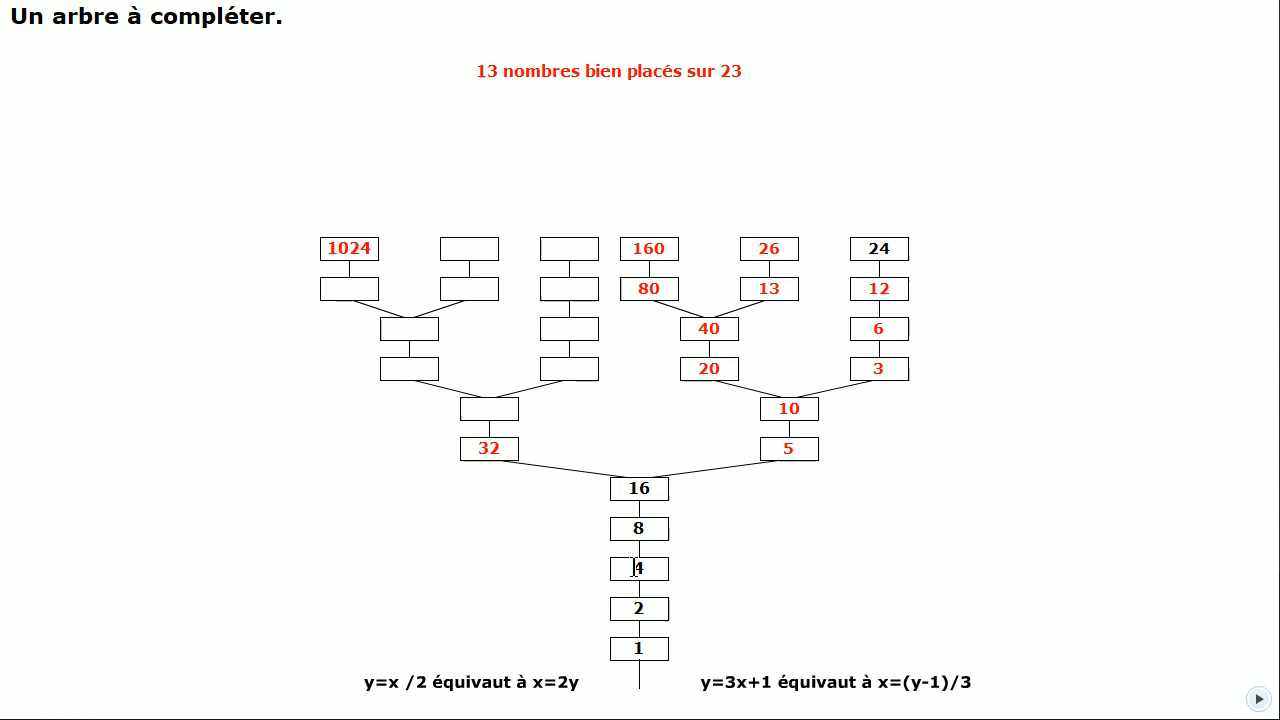 Un arbre à compléter.
13 nombres bien placés sur 23
1024 160 26 24
80 13 12
40 6
20 3
10
32 5
16
8
4
2
1
y=x /2 équivaut à x=2y y=3x+1 équivaut à x=(y-1)/3